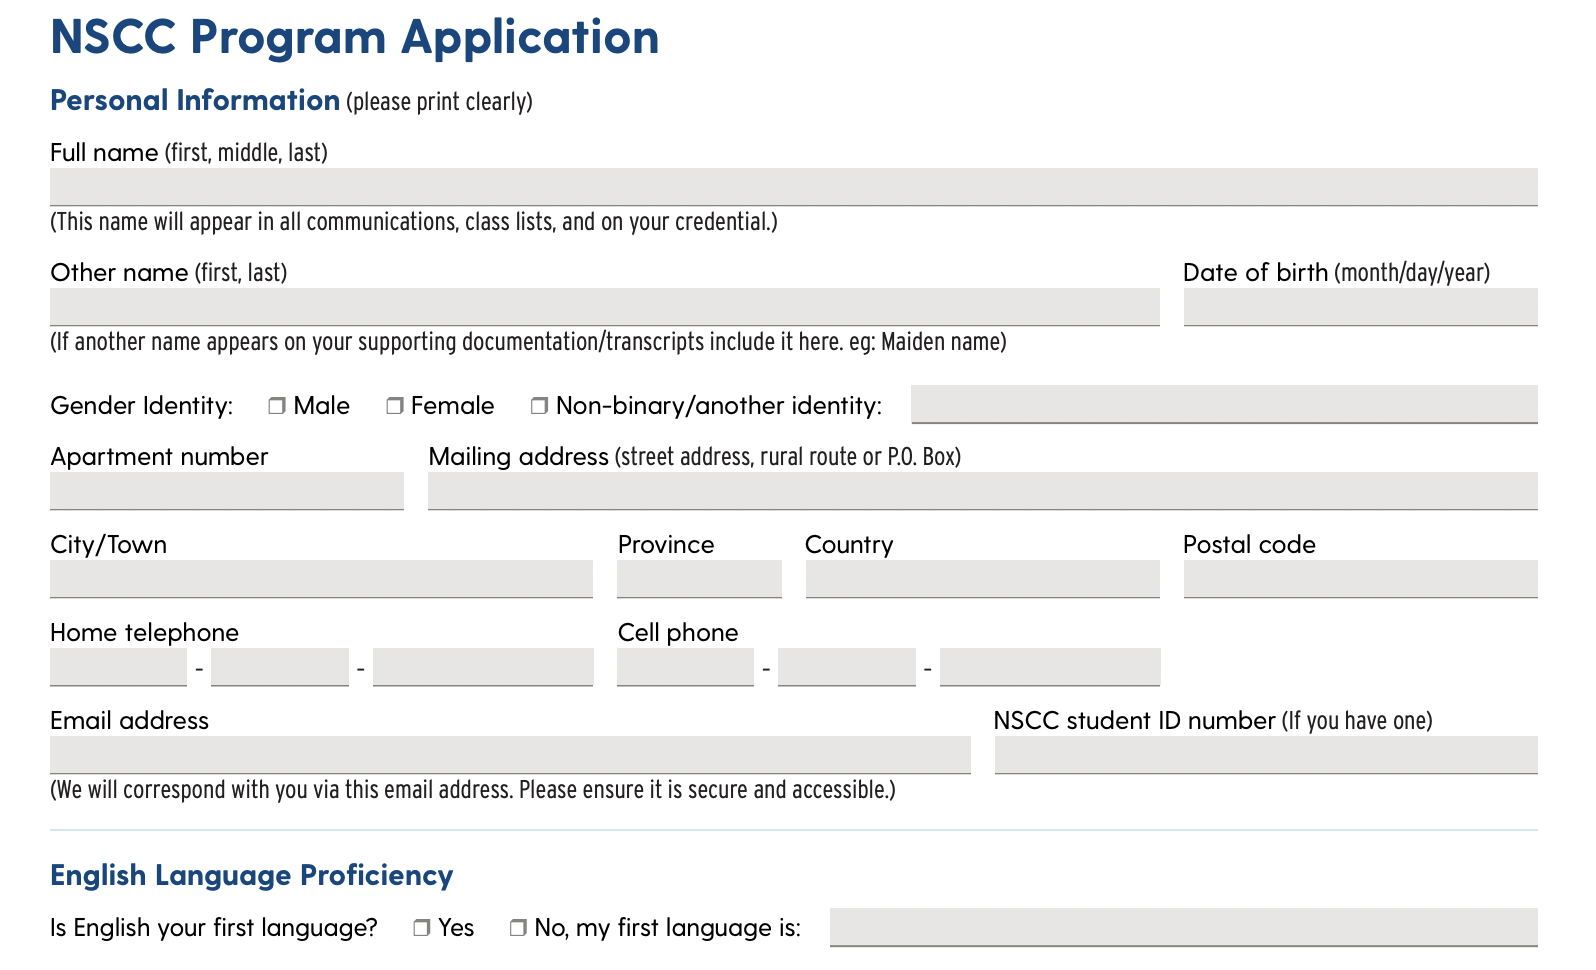 NSCC Program Application
Personal Information (please print clearly)
Full name (first, middle, last)
(This name will appear in all communications, class lists, and on your credential.)
Other name (first, last) Date of birth (month/day/year)
(If another name appears on your supporting documentation/transcripts include it here. eg: Maiden name)
Gender Identity: ❒ Male ❒ Female ❒ Non-binary/another identity:
Apartment number Mailing address (street address, rural route or P.O. Box)
City/Town Province Country Postal code
Home telephone Cell phone
- - - -
Email address NSCC student ID number (If you have one)
(We will correspond with you via this email address. Please ensure it is secure and accessible.)
English Language Proficiency
Is English your first language? ❒ Yes ❒ No, my first language is: